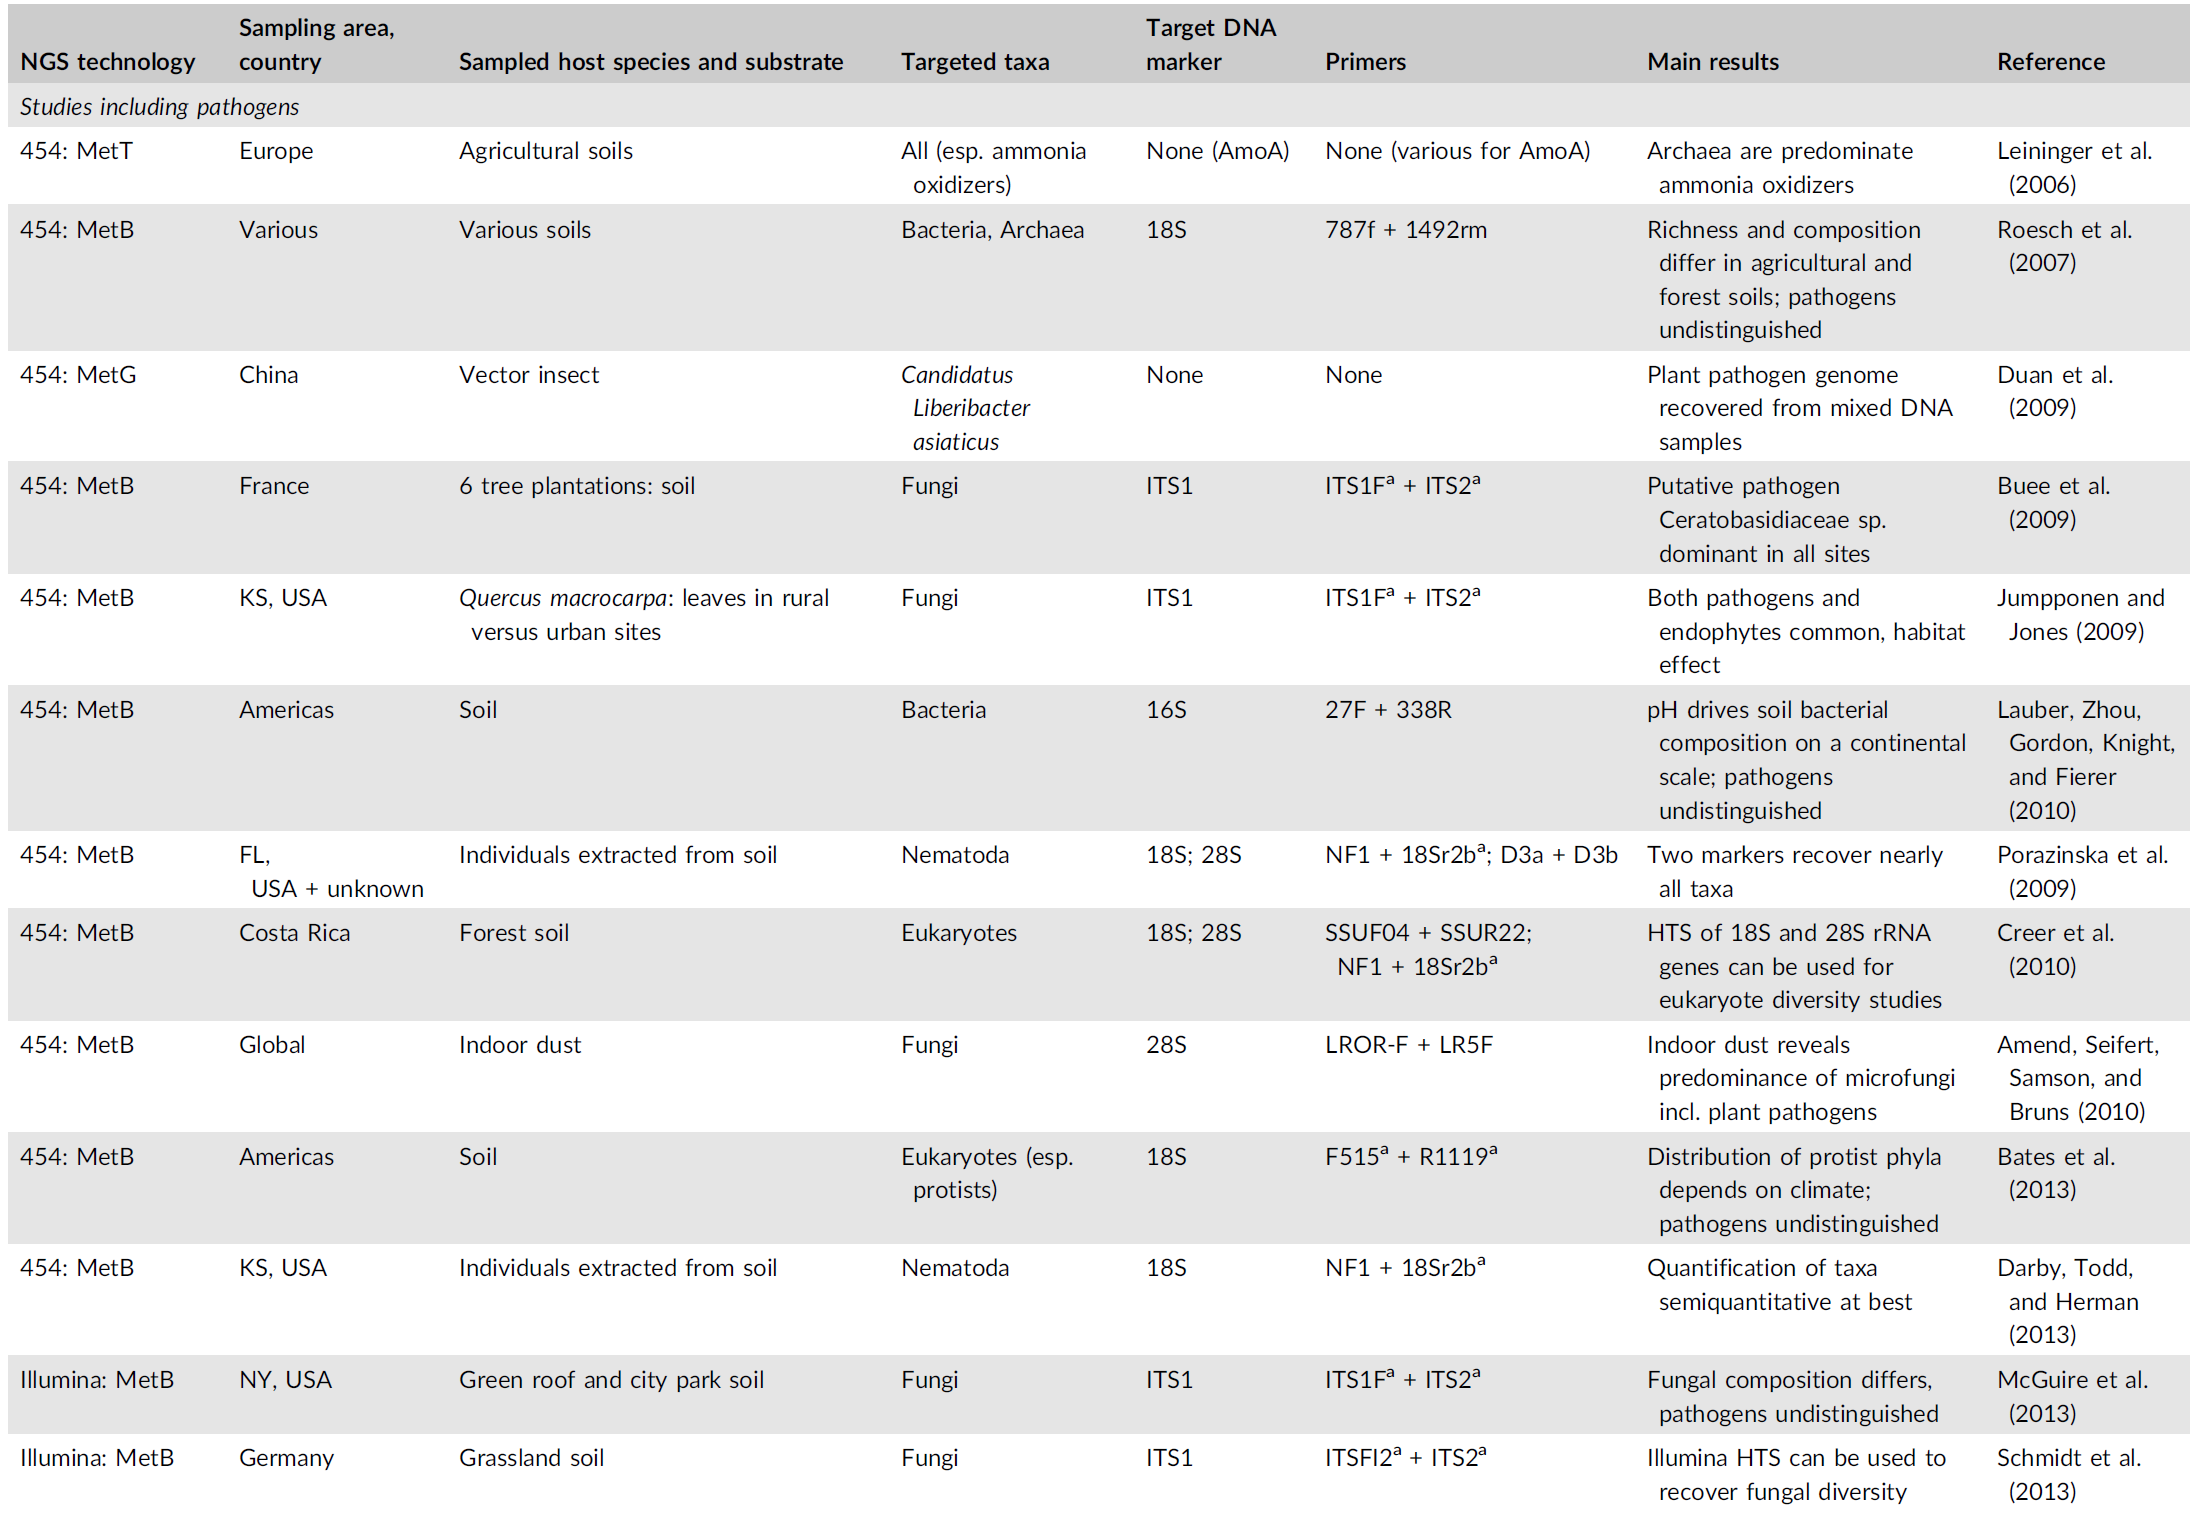 Sampling area, Target DNA
NGS technology country Sampled host species and substrate Targeted taxa marker Primers Main results Reference
Studies including pathogens
454: MetT Europe Agricultural soils All (esp. ammonia None (AmoA) None (various for AmoA) Archaea are predominate Leininger et al.
oxidizers) ammonia oxidizers (2006)
454: MetB Various Various soils Bacteria, Archaea 18S 787f + 1492rm Richness and composition Roesch et al.
differ in agricultural and (2007)
forest soils; pathogens
undistinguished
454: MetG China Vector insect Candidatus None None Plant pathogen genome Duan et al.
Liberibacter recovered from mixed DNA (2009)
asiaticus samples
454: MetB France 6 tree plantations: soil Fungi ITS1 ITS1Fᵃ + ITS2ᵃ Putative pathogen Buee et al.
Ceratobasidiaceae sp. (2009)
dominant in all sites
454: MetB KS, USA Quercus macrocarpa: leaves in rural Fungi ITS1 ITS1Fᵃ + ITS2ᵃ Both pathogens and Jumpponen and
versus urban sites endophytes common, habitat Jones (2009)
effect
454: MetB Americas Soil Bacteria 16S 27F + 338R pH drives soil bacterial Lauber, Zhou,
composition on a continental Gordon, Knight,
scale; pathogens and Fierer
undistinguished (2010)
454: MetB FL, Individuals extracted from soil Nematoda 18S; 28S NF1 + 18Sr2bᵃ; D3a + D3b Two markers recover nearly Porazinska et al.
USA + unknown all taxa (2009)
454: MetB Costa Rica Forest soil Eukaryotes 18S; 28S SSUF04 + SSUR22; HTS of 18S and 28S rRNA Creer et al.
NF1 + 18Sr2bᵃ genes can be used for (2010)
eukaryote diversity studies
454: MetB Global Indoor dust Fungi 28S LROR-F + LR5F Indoor dust reveals Amend, Seifert,
predominance of microfungi Samson, and
incl. plant pathogens Bruns (2010)
454: MetB Americas Soil Eukaryotes (esp. 18S F515ᵃ + R1119ᵃ Distribution of protist phyla Bates et al.
protists) depends on climate; (2013)
pathogens undistinguished
454: MetB KS, USA Individuals extracted from soil Nematoda 18S NF1 + 18Sr2bᵃ Quantification of taxa Darby, Todd,
semiquantitative at best and Herman
(2013)
Illumina: MetB NY, USA Green roof and city park soil Fungi ITS1 ITS1Fᵃ + ITS2ᵃ Fungal composition differs, McGuire et al.
pathogens undistinguished (2013)
Illumina: MetB Germany Grassland soil Fungi ITS1 ITSFI2ᵃ + ITS2ᵃ Illumina HTS can be used to Schmidt et al.
recover fungal diversity (2013)